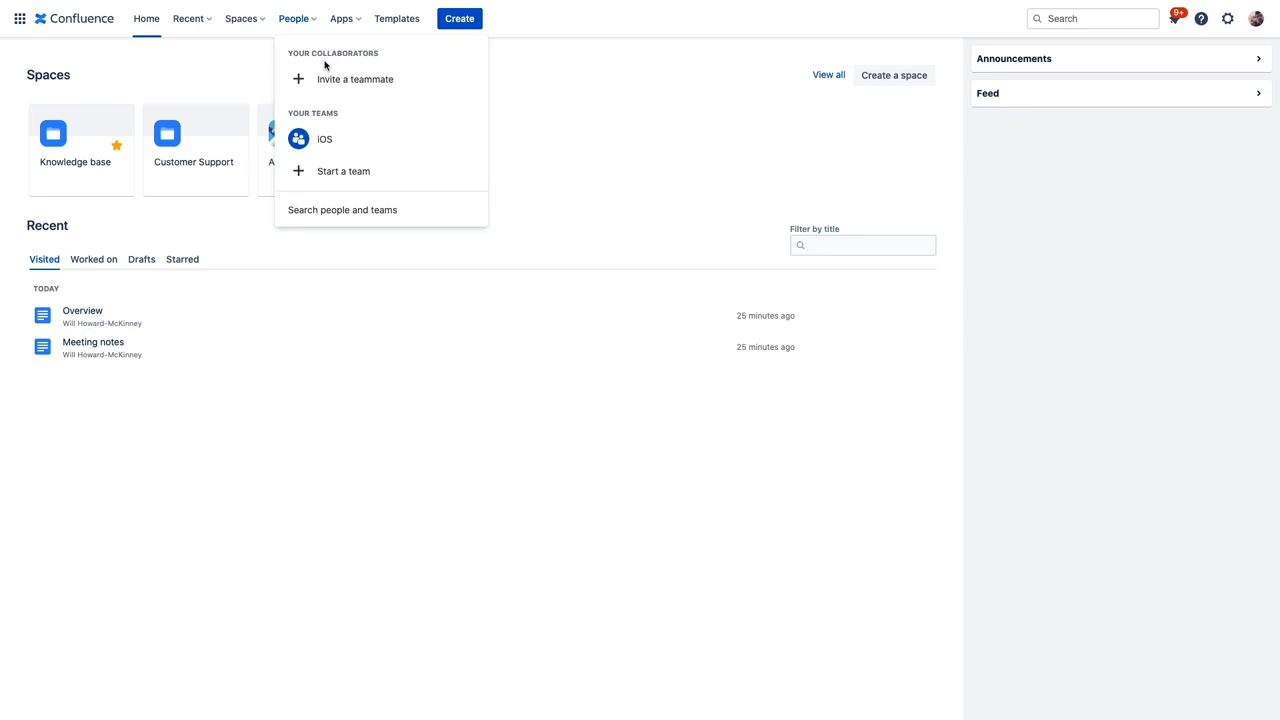 Confluence
Home
Recent
Spaces
People
Apps
Templates
Create
Search
9+
YOUR COLLABORATORS
Invite a teammate
YOUR TEAMS
iOS
Start a team
Search people and teams
Spaces
View all
Create a space
Knowledge base
Customer Support
A
Recent
Filter by title
Visited
Worked on
Drafts
Starred
TODAY
Overview
Will Howard-McKinney
25 minutes ago
Meeting notes
Will Howard-McKinney
25 minutes ago
Announcements
Feed